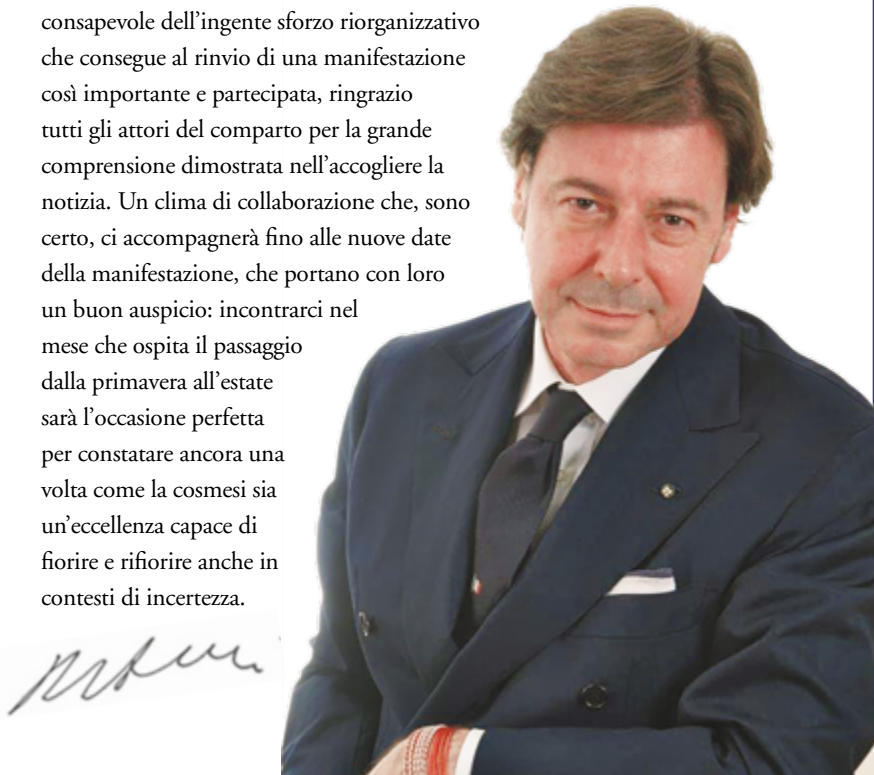 consapevole dell’ingente sforzo riorganizzativo
che consegue al rinvio di una manifestazione
così importante e partecipata, ringrazio
tutti gli attori del comparto per la grande
comprensione dimostrata nell’accogliere la
notizia. Un clima di collaborazione che, sono
certo, ci accompagnerà fino alle nuove date
della manifestazione, che portano con loro
un buon auspicio: incontrarci nel
mese che ospita il passaggio
dalla primavera all’estate
sarà l’occasione perfetta
per constatare ancora una
volta come la cosmesi sia
un’eccellenza capace di
fiorire e rifiorire anche in
contesti di incertezza.